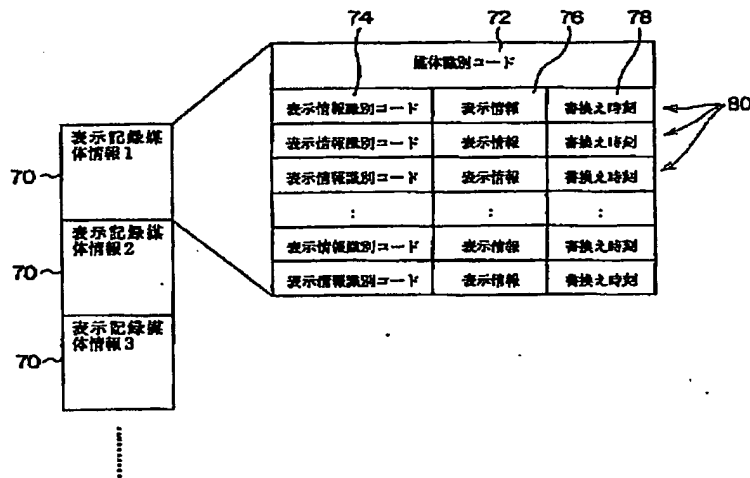 74 72 76 78
媒体識別コード
表示情報識別コード 表示情報 書換え時刻
80
表示情報識別コード 表示情報 書換え時刻
表示情報識別コード 表示情報 書換え時刻
: : :
表示情報識別コード 表示情報 書換え時刻
表示情報識別コード 表示情報 書換え時刻
表示記録媒
体情報1
70
表示記録媒
体情報2
70
表示記録媒
体情報3
70